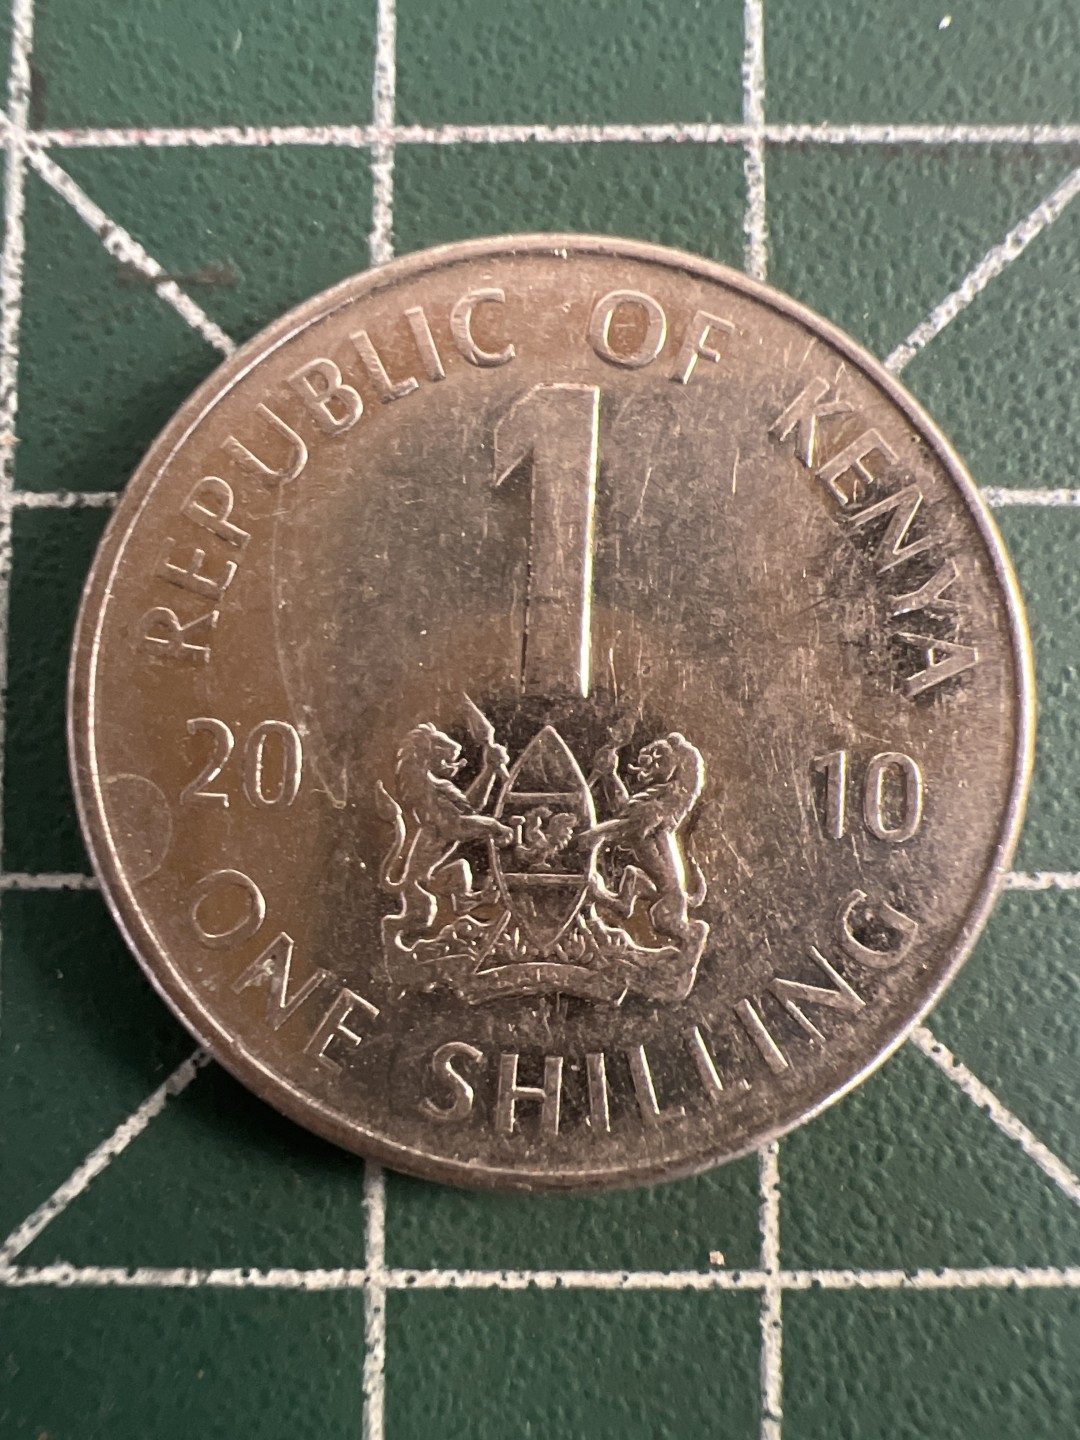 REPUBLIC OF KENYA
1
20 10
ONE SHILLING